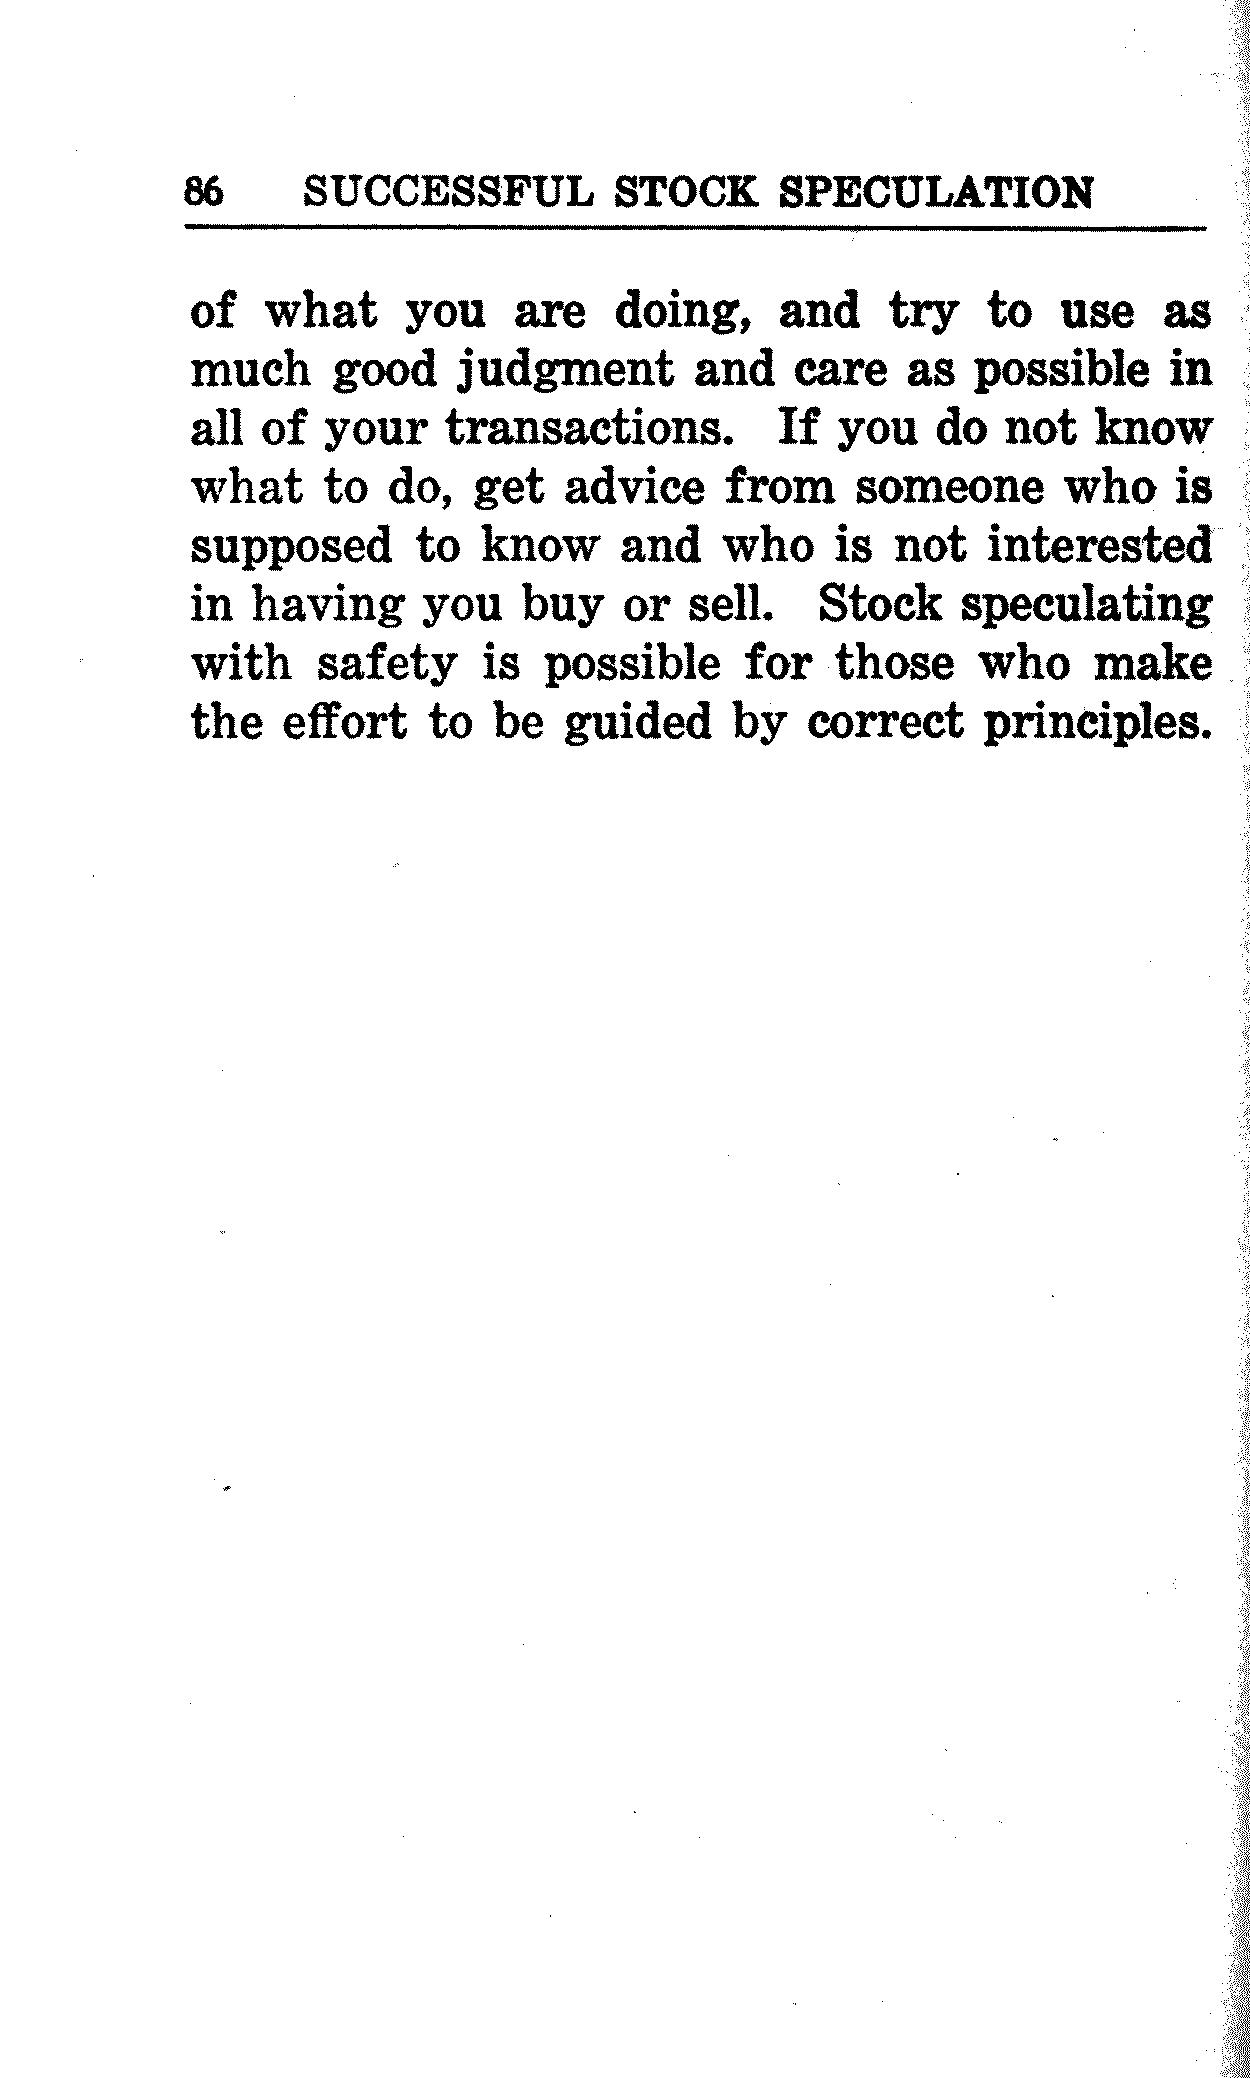 86 SUCCESSFUL STOCK SPECULATION
of what you are doing, and try to use as
much good judgment and care as possible in
all of your transactions. If you do not know
what to do, get advice from someone who is
supposed to know and who is not interested
in having you buy or sell. Stock speculating
with safety is possible for those who make
the effort to be guided by correct principles.